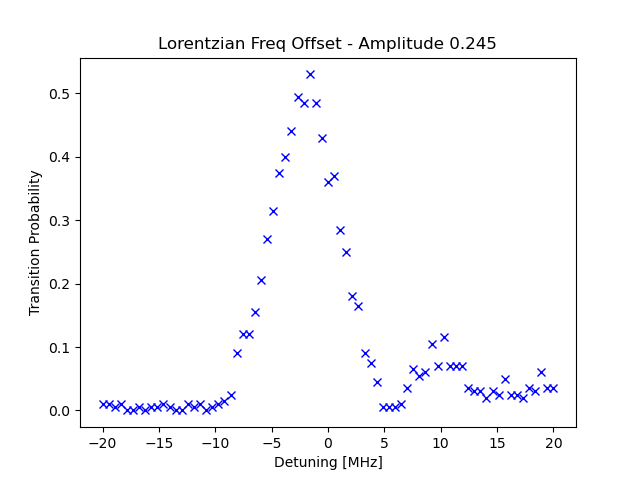 Lorentzian Freq Offset - Amplitude 0.245
0.5
0.4
0.3
0.2
0.1
0.0
Transition Probability
−20 −15 −10 −5 0 5 10 15 20
Detuning [MHz]